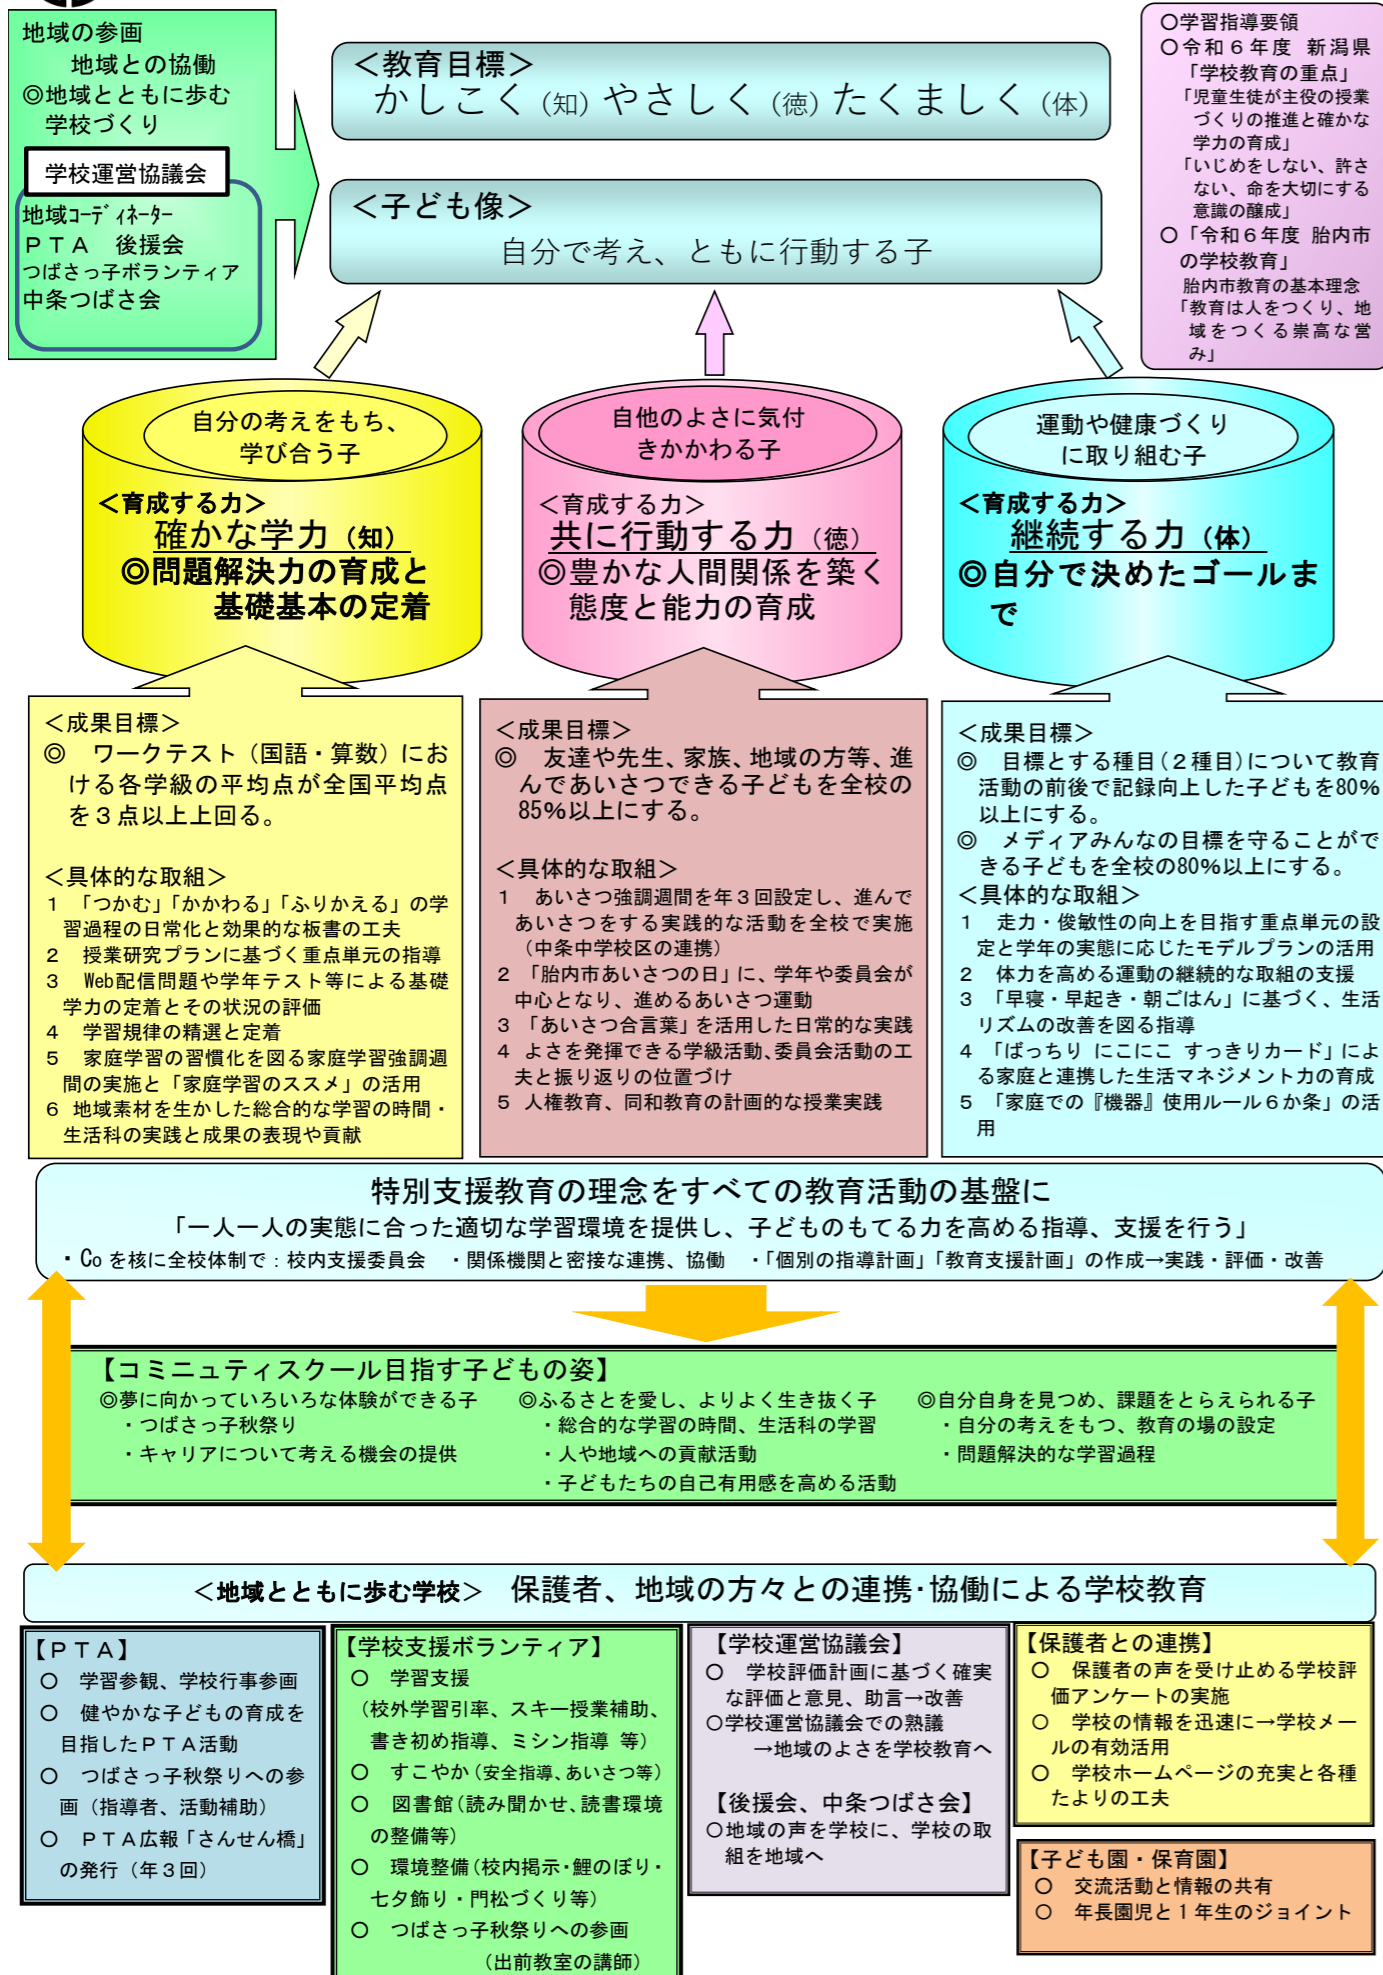 地域の参画
地域との協働
◎地域とともに歩む
学校づくり
学校運営協議会
地域コーディネーター
ＰＴＡ　後援会
つばさっ子ボランティア
中条つばさ会
＜教育目標＞
かしこく（知）やさしく（徳）たくましく（体）
＜子ども像＞
自分で考え、ともに行動する子
○学習指導要領
○令和６年度　新潟県
「学校教育の重点」
「児童生徒が主役の授業
づくりの推進と確かな
学力の育成」
「いじめをしない、許さ
ない、命を大切にする
意識の醸成」
○「令和６年度　胎内市
の学校教育」
胎内市教育の基本理念
「教育は人をつくり、地
域をつくる崇高な営
み」
自分の考えをもち、
学び合う子
＜育成する力＞
確かな学力（知）
◎問題解決力の育成と
基礎基本の定着
自他のよさに気付
きかかわる子
＜育成する力＞
共に行動する力（徳）
◎豊かな人間関係を築く
態度と能力の育成
運動や健康づくり
に取り組む子
＜育成する力＞
継続する力（体）
◎自分で決めたゴールま
で
＜成果目標＞
◎　ワークテスト（国語・算数）にお
ける各学級の平均点が全国平均点
を３点以上上回る。
＜具体的な取組＞
１　「つかむ」「かかわる」「ふりかえる」の学
習過程の日常化と効果的な板書の工夫
２　授業研究プランに基づく重点単元の指導
３　Web配信問題や学年テスト等による基礎
学力の定着とその状況の評価
４　学習規律の精選と定着
５　家庭学習の習慣化を図る家庭学習強調週
間の実施と「家庭学習のススメ」の活用
６ 地域素材を生かした総合的な学習の時間・
生活科の実践と成果の表現や貢献
＜成果目標＞
◎　友達や先生、家族、地域の方等、進
んであいさつできる子どもを全校の
85%以上にする。
＜具体的な取組＞
１　あいさつ強調週間を年３回設定し、進んで
あいさつをする実践的な活動を全校で実施
（中条中学校区の連携）
２「胎内市あいさつの日」に、学年や委員会が
中心となり、進めるあいさつ運動
３「あいさつ合言葉」を活用した日常的な実践
４ よさを発揮できる学級活動、委員会活動の工
夫と振り返りの位置づけ
５ 人権教育、同和教育の計画的な授業実践
＜成果目標＞
◎　目標とする種目（２種目）について教育
活動の前後で記録向上した子どもを80%
以上にする。
◎　メディアみんなの目標を守ることがで
きる子どもを全校の80%以上にする。
＜具体的な取組＞
１　走力・俊敏性の向上を目指す重点単元の設
定と学年の実態に応じたモデルプランの活用
２　体力を高める運動の継続的な取組の支援
３　「早寝・早起き・朝ごはん」に基づく、生活
リズムの改善を図る指導
４　「ばっちり にこにこ すっきりカード」によ
る家庭と連携した生活マネジメント力の育成
５　「家庭での『機器』使用ルール６か条」の活
用
特別支援教育の理念をすべての教育活動の基盤に
「一人一人の実態に合った適切な学習環境を提供し、子どものもてる力を高める指導、支援を行う」
・Coを核に全校体制で：校内支援委員会　・関係機関と密接な連携、協働　・「個別の指導計画」「教育支援計画」の作成→実践・評価・改善
【コミニュティスクール目指す子どもの姿】
◎夢に向かっていろいろな体験ができる子
・つばさっ子秋祭り
・キャリアについて考える機会の提供
◎ふるさとを愛し、よりよく生き抜く子
・総合的な学習の時間、生活科の学習
・人や地域への貢献活動
・子どもたちの自己有用感を高める活動
◎自分自身を見つめ、課題をとらえられる子
・自分の考えをもつ、教育の場の設定
・問題解決的な学習過程
＜地域とともに歩む学校＞　保護者、地域の方々との連携・協働による学校教育
【ＰＴＡ】
○　学習参観、学校行事参画
○　健やかな子どもの育成を
目指したＰＴＡ活動
○　つばさっ子秋祭りへの参
画（指導者、活動補助）
○　ＰＴＡ広報「さんせん橋」
の発行（年３回）
【学校支援ボランティア】
○　学習支援
（校外学習引率、スキー授業補助、
書き初め指導、ミシン指導 等）
○　すこやか（安全指導、あいさつ等）
○　図書館（読み聞かせ、読書環境
の整備等）
○　環境整備（校内掲示・鯉のぼり・
七夕飾り・門松づくり等）
○　つばさっ子秋祭りへの参画
（出前教室の講師）
【学校運営協議会】
○　学校評価計画に基づく確実
な評価と意見、助言→改善
○学校運営協議会での熟議
→地域のよさを学校教育へ
【後援会、中条つばさ会】
○地域の声を学校に、学校の取
組を地域へ
【保護者との連携】
○　保護者の声を受け止める学校評
価アンケートの実施
○　学校の情報を迅速に→学校メー
ルの有効活用
○　学校ホームページの充実と各種
たよりの工夫
【子ども園・保育園】
○　交流活動と情報の共有
○　年長園児と１年生のジョイント